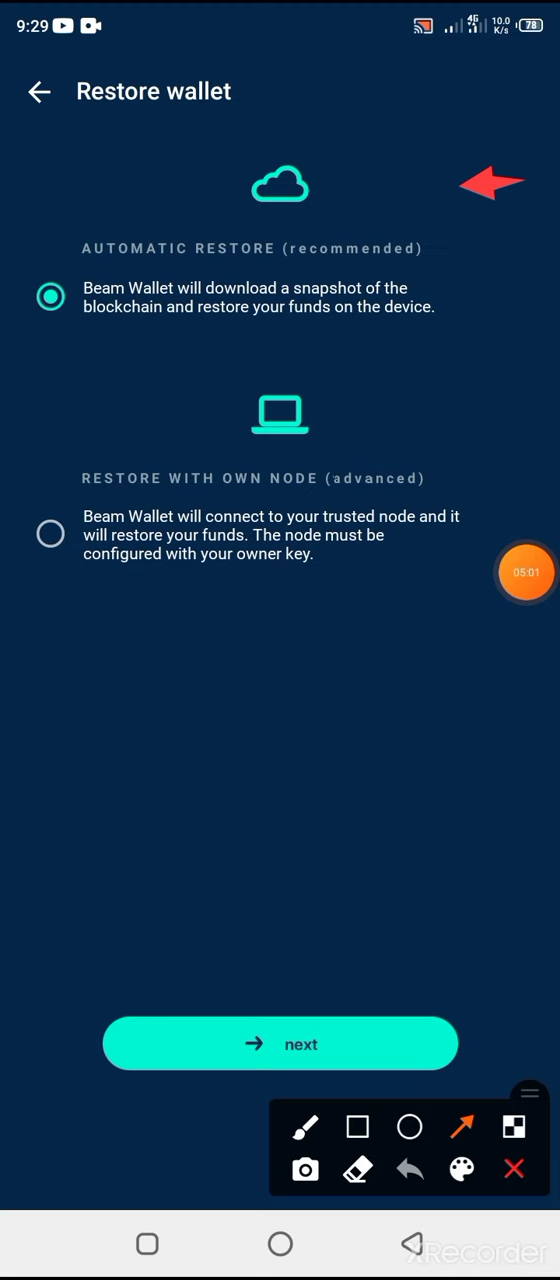 9:29
4G
10.0
K/s
78
Restore wallet
AUTOMATIC RESTORE (recommended)
Beam Wallet will download a snapshot of the
blockchain and restore your funds on the device.
RESTORE WITH OWN NODE (advanced)
Beam Wallet will connect to your trusted node and it
will restore your funds. The node must be
configured with your owner key.
05:01
next
XRecorder